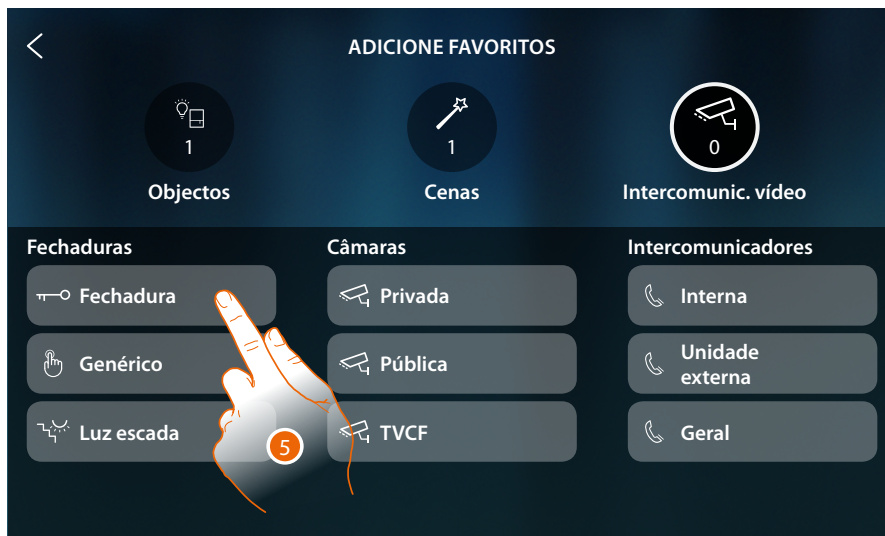 ADICIONE FAVORITOS
1
Objectos
1
Cenas
0
Intercomunic. vídeo
Fechaduras
Fechadura
Genérico
Luz escada
5
Câmaras
Privada
Pública
TVCF
Intercomunicadores
Interna
Unidade
externa
Geral